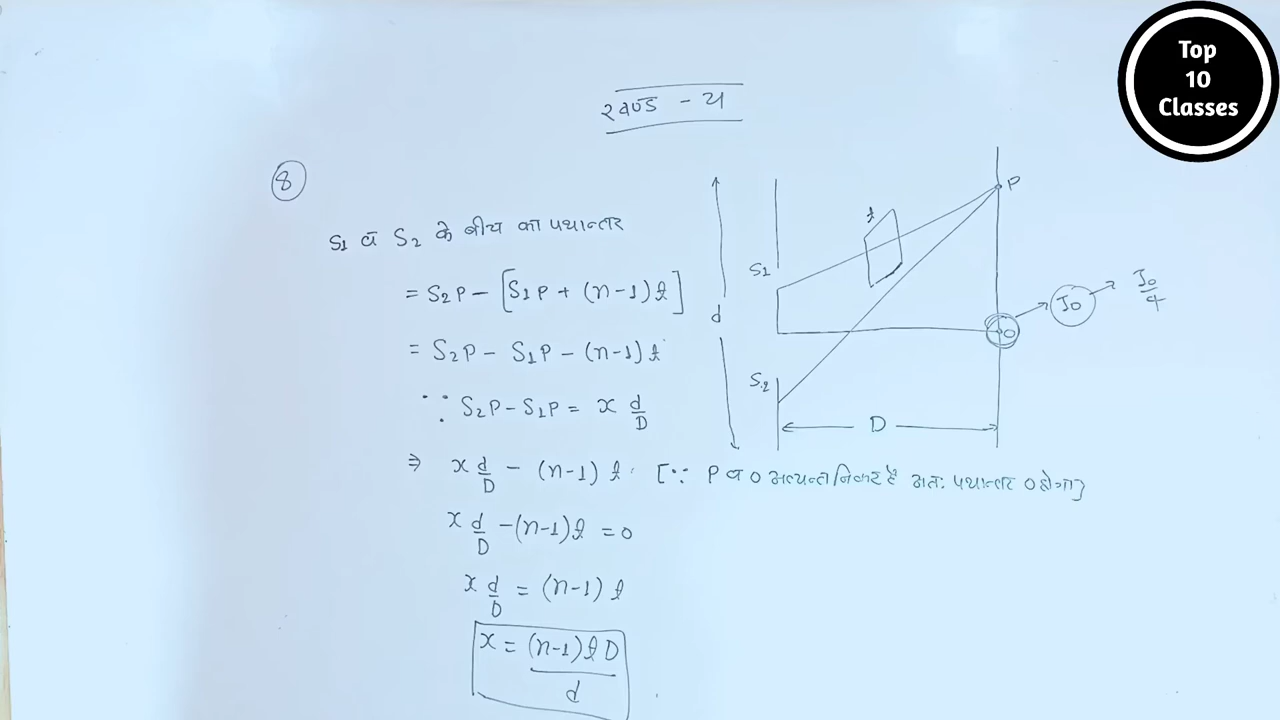 Top
10
Classes
खण्ड - य
8
S1 व S2 के बीच का पथान्तर
= S2P - [S1P + (n-1)t]
= S2P - S1P - (n-1)t
∵ S2P - S1P = x d/D
⇒ x d/D - (n-1) t [∵ P व O अत्यन्त निकट है अतः पथान्तर 0 होगा}
x d/D - (n-1)t = 0
x d/D = (n-1) t
x = (n-1)tD/d
P
t
S1
I0
I0/4
d
O
S2
D